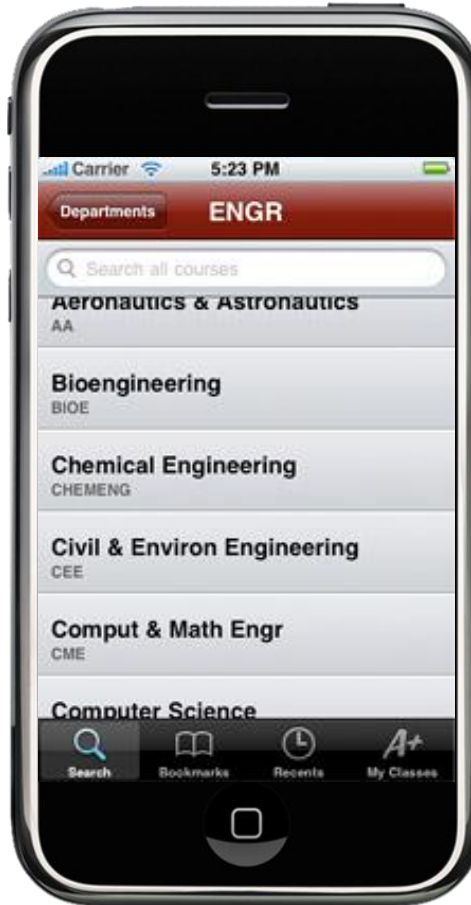 Carrier 5:23 PM
Departments ENGR
Search all courses
Aeronautics & Astronautics
AA
Bioengineering
BIOE
Chemical Engineering
CHEMENG
Civil & Environ Engineering
CEE
Comput & Math Engr
CME
Computer Science
A+
Search Bookmarks Recents My Classes